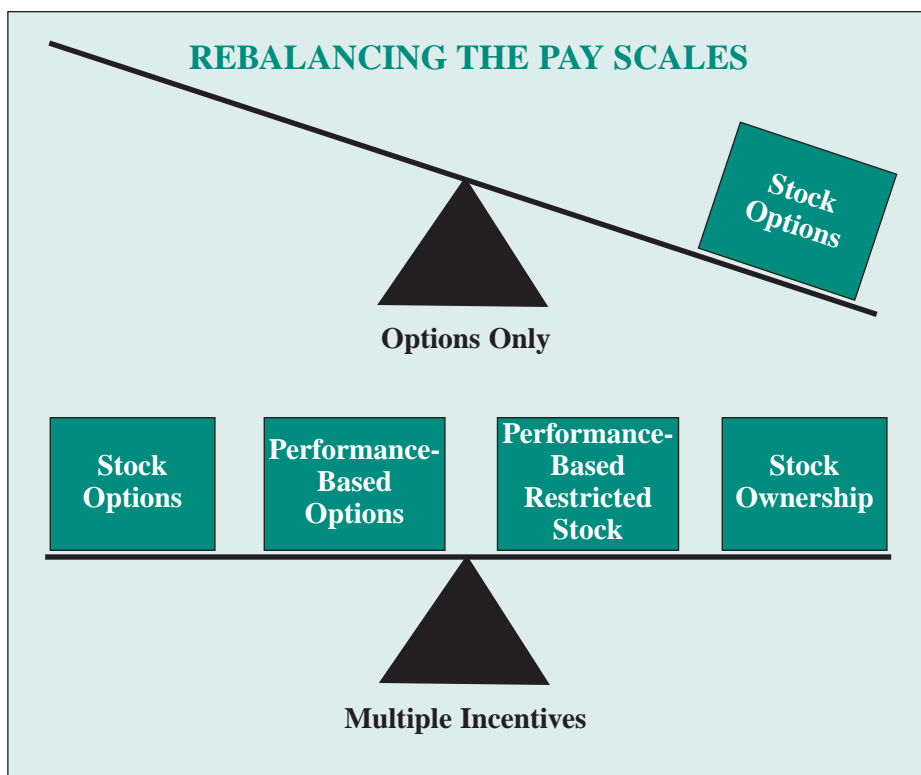 REBALANCING THE PAY SCALES
Stock
Options
Options Only
Stock
Options
Performance-
Based
Options
Performance-
Based
Restricted
Stock
Stock
Ownership
Multiple Incentives